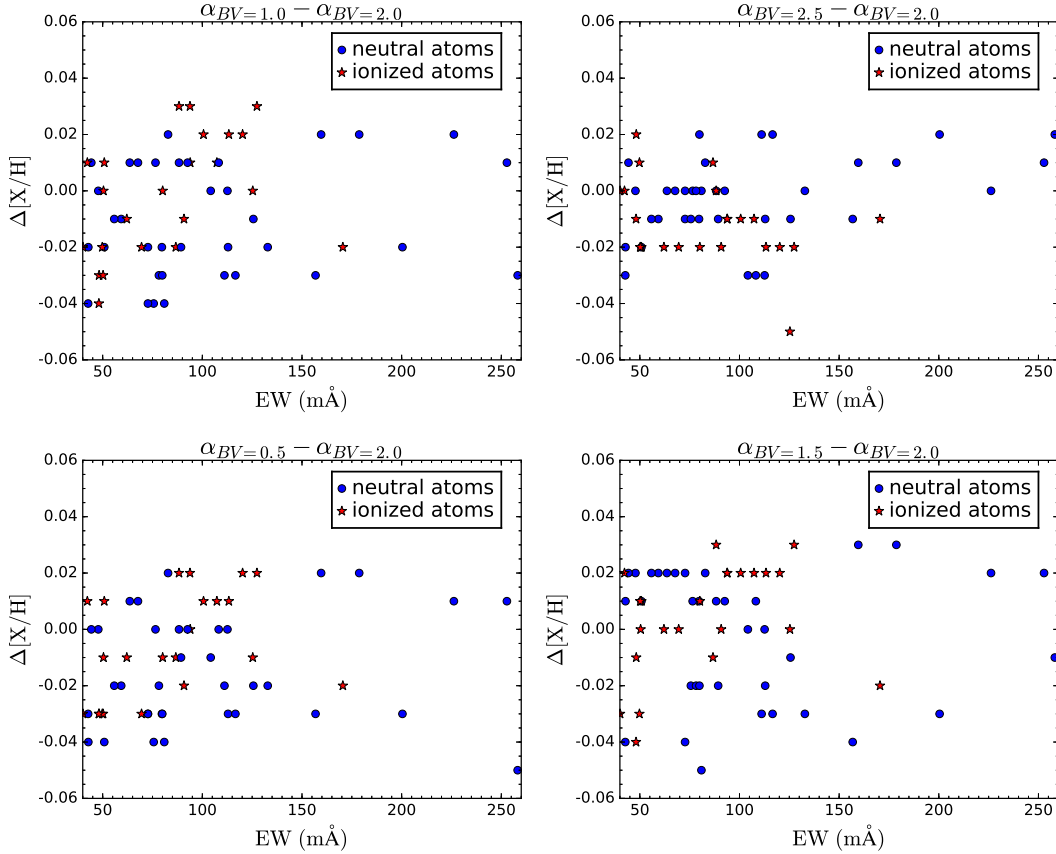 α_{BV=1.0} − α_{BV=2.0}
0.06
0.04
0.02
0.00
-0.02
-0.04
-0.06
Δ[X/H]
neutral atoms
ionized atoms
50 100 150 200 250
EW (mÅ)
α_{BV=2.5} − α_{BV=2.0}
0.06
0.04
0.02
0.00
-0.02
-0.04
-0.06
Δ[X/H]
neutral atoms
ionized atoms
50 100 150 200 250
EW (mÅ)
α_{BV=0.5} − α_{BV=2.0}
0.06
0.04
0.02
0.00
-0.02
-0.04
-0.06
Δ[X/H]
neutral atoms
ionized atoms
50 100 150 200 250
EW (mÅ)
α_{BV=1.5} − α_{BV=2.0}
0.06
0.04
0.02
0.00
-0.02
-0.04
-0.06
Δ[X/H]
neutral atoms
ionized atoms
50 100 150 200 250
EW (mÅ)